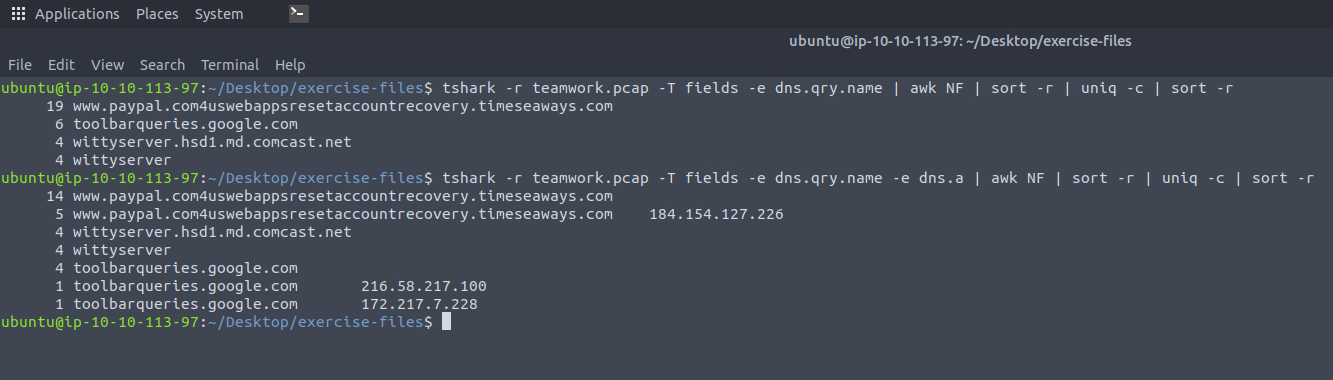 Applications Places System
ubuntu@ip-10-10-113-97: ~/Desktop/exercise-files
File Edit View Search Terminal Help
ubuntu@ip-10-10-113-97:~/Desktop/exercise-files$ tshark -r teamwork.pcap -T fields -e dns.qry.name | awk NF | sort -r | uniq -c | sort -r
19 www.paypal.com4uswebappsresetaccountrecovery.timeseaways.com
6 toolbarqueries.google.com
4 wittyserver.hsd1.md.comcast.net
4 wittyserver
ubuntu@ip-10-10-113-97:~/Desktop/exercise-files$ tshark -r teamwork.pcap -T fields -e dns.qry.name -e dns.a | awk NF | sort -r | uniq -c | sort -r
14 www.paypal.com4uswebappsresetaccountrecovery.timeseaways.com
5 www.paypal.com4uswebappsresetaccountrecovery.timeseaways.com 184.154.127.226
4 wittyserver.hsd1.md.comcast.net
4 wittyserver
4 toolbarqueries.google.com
1 toolbarqueries.google.com 216.58.217.100
1 toolbarqueries.google.com 172.217.7.228
ubuntu@ip-10-10-113-97:~/Desktop/exercise-files$